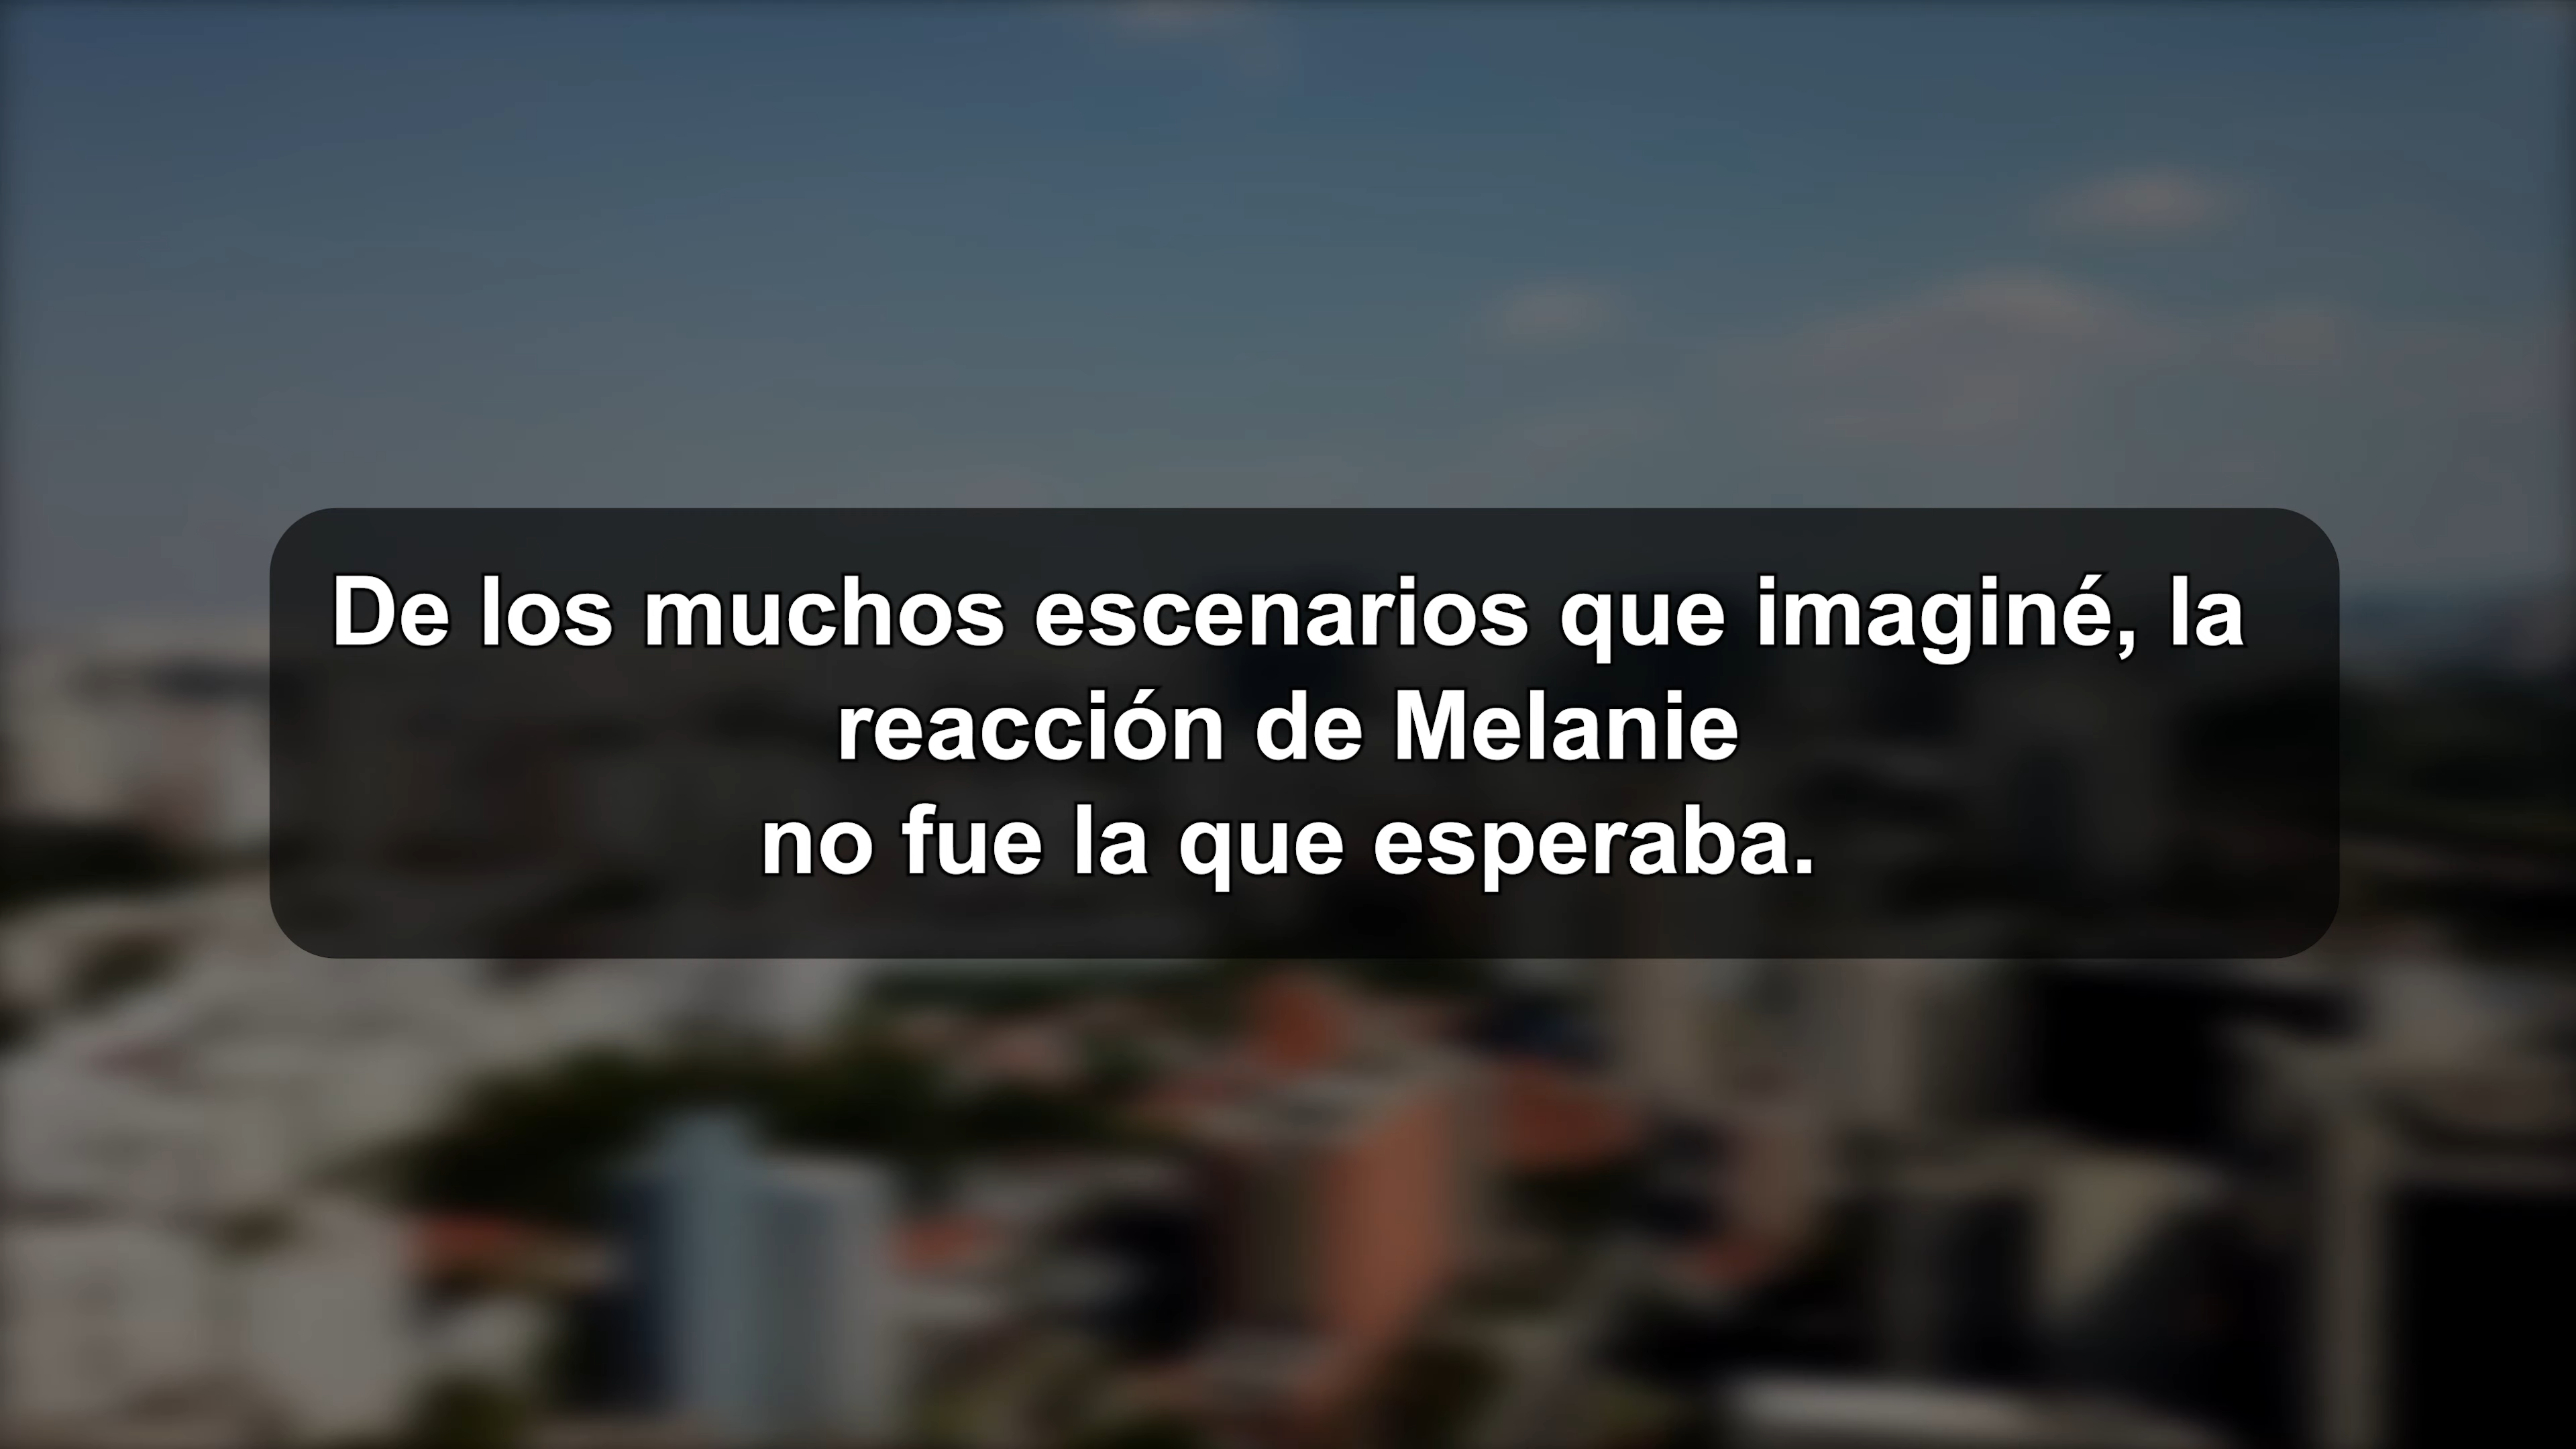 De los muchos escenarios que imaginé, la
reacción de Melanie
no fue la que esperaba.